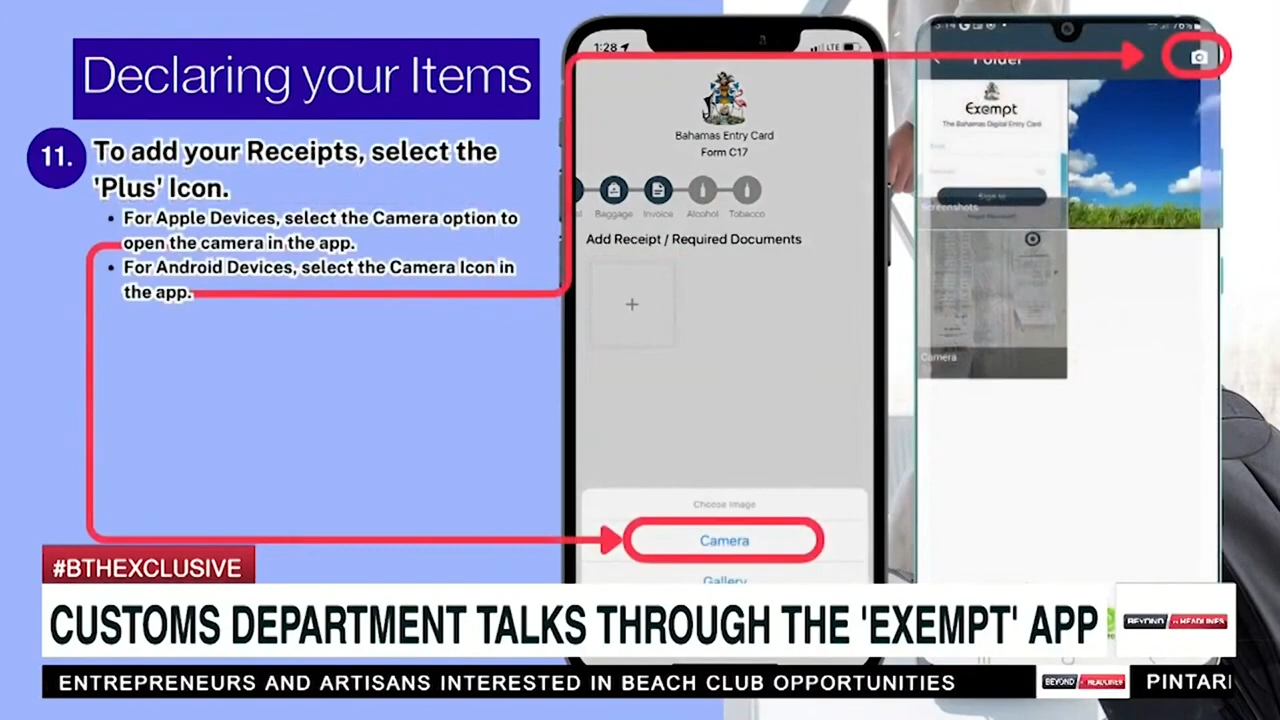 Declaring your Items
11.
To add your Receipts, select the
'Plus' Icon.
• For Apple Devices, select the Camera option to
open the camera in the app.
• For Android Devices, select the Camera Icon in
the app.
1:28
LTE
Bahamas Entry Card
Form C17
Baggage
Invoice
Alcohol
Tobacco
Add Receipt / Required Documents
+
Choose Image
Camera
Gallery
76%
Folder
Exempt
The Bahamas Digital Entry Card
Sign In
Screenshots
Camera
#BTHEXCLUSIVE
CUSTOMS DEPARTMENT TALKS THROUGH THE 'EXEMPT' APP
BEYOND HEADLINES
ENTREPRENEURS AND ARTISANS INTERESTED IN BEACH CLUB OPPORTUNITIES
BEYOND HEADLINES
PINTARI